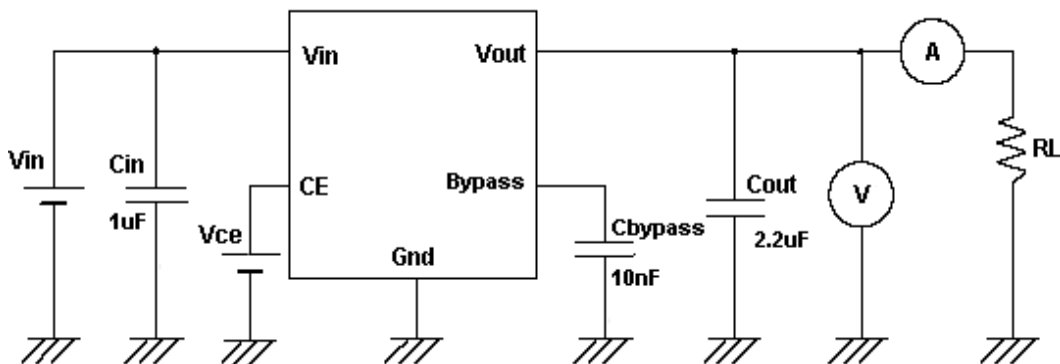 Vin
Vout
A
RL
Vin
Cin
1uF
CE
Bypass
Vce
Gnd
Cbypass
10nF
Cout
2.2uF
V